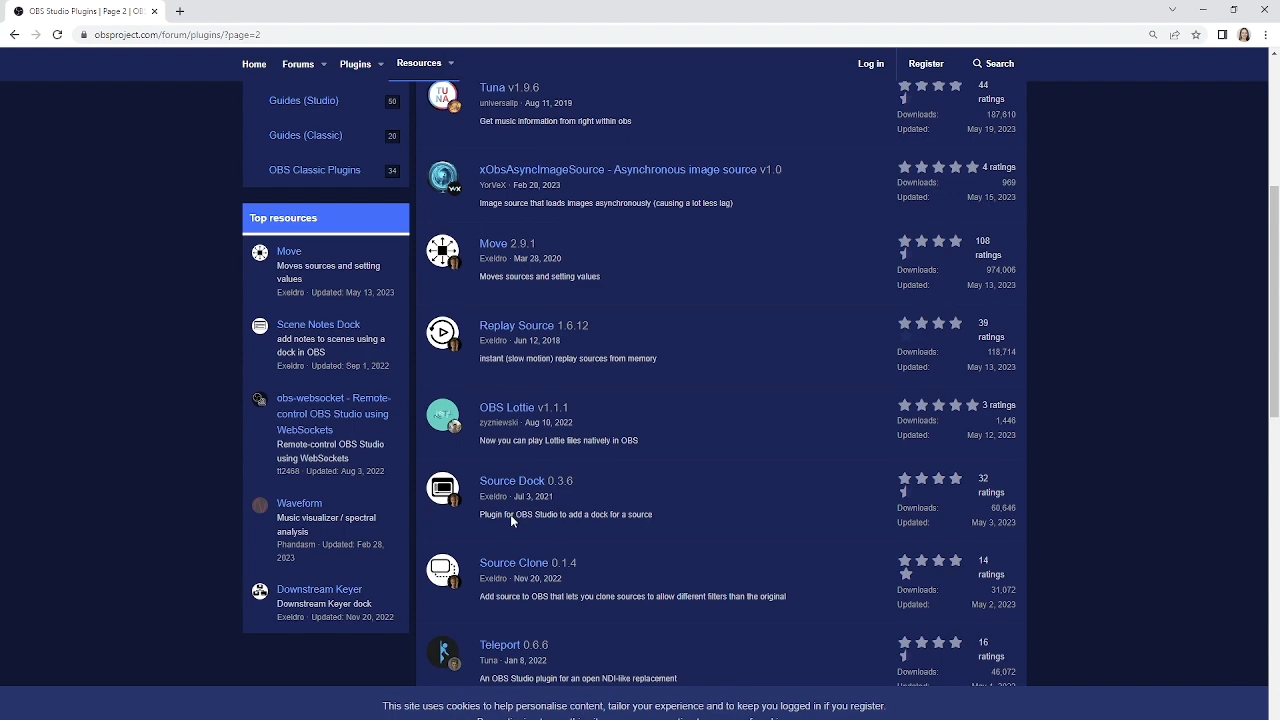 OBS Studio Plugins | Page 2 | OBS
obsproject.com/forum/plugins/?page=2
Home Forums Plugins Resources Log in Register Search
Guides (Studio) 50
Guides (Classic) 20
OBS Classic Plugins 34
Top resources
Move
Moves sources and setting
values
Exeldro · Updated: May 13, 2023
Scene Notes Dock
add notes to scenes using a
dock in OBS
Exeldro · Updated: Sep 1, 2022
obs-websocket - Remote-
control OBS Studio using
WebSockets
Remote-control OBS Studio
using WebSockets
tt2468 · Updated: Aug 3, 2022
Waveform
Music visualizer / spectral
analysis
Phandasm · Updated: Feb 28,
2023
Downstream Keyer
Downstream Keyer dock
Exeldro · Updated: Nov 20, 2022
TU
NA
Tuna v1.9.6
universallp · Aug 11, 2019
Get music information from right within obs
44
ratings
Downloads: 187,610
Updated: May 19, 2023
xObsAsyncImageSource - Asynchronous image source v1.0
YorVeX · Feb 20, 2023
Image source that loads images asynchronously (causing a lot less lag)
4 ratings
Downloads: 969
Updated: May 15, 2023
Move 2.9.1
Exeldro · Mar 28, 2020
Moves sources and setting values
108
ratings
Downloads: 974,006
Updated: May 13, 2023
Replay Source 1.6.12
Exeldro · Jun 12, 2018
instant (slow motion) replay sources from memory
39
ratings
Downloads: 118,714
Updated: May 13, 2023
OBS Lottie v1.1.1
zyzniewski · Aug 10, 2022
Now you can play Lottie files natively in OBS
3 ratings
Downloads: 1,446
Updated: May 12, 2023
Source Dock 0.3.6
Exeldro · Jul 3, 2021
Plugin for OBS Studio to add a dock for a source
32
ratings
Downloads: 60,646
Updated: May 3, 2023
Source Clone 0.1.4
Exeldro · Nov 20, 2022
Add source to OBS that lets you clone sources to allow different filters than the original
14
ratings
Downloads: 31,072
Updated: May 2, 2023
Teleport 0.6.6
Tuna · Jan 8, 2022
An OBS Studio plugin for an open NDI-like replacement
16
ratings
Downloads: 46,072
This site uses cookies to help personalise content, tailor your experience and to keep you logged in if you register.